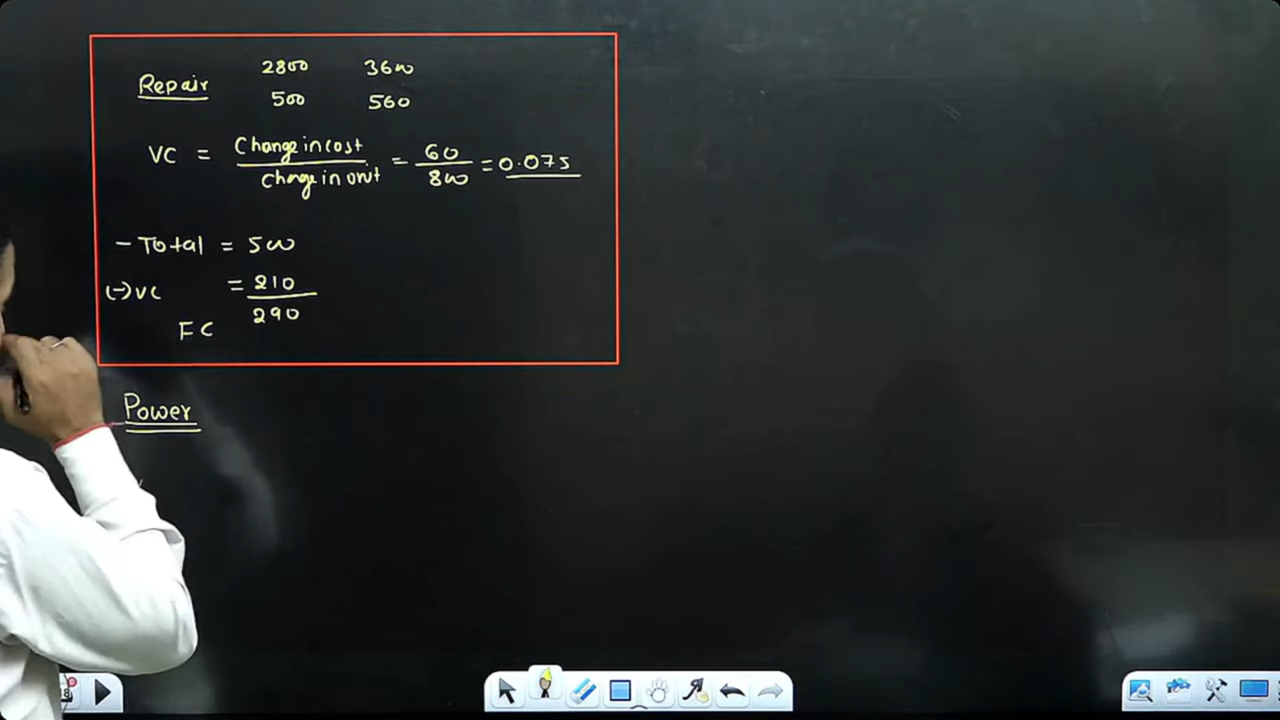 Repair 2800 3600
500 560
VC = Change in cost / Change in unit = 60 / 800 = 0.075
- Total = 500
(-) VC = 210
FC 290
Power